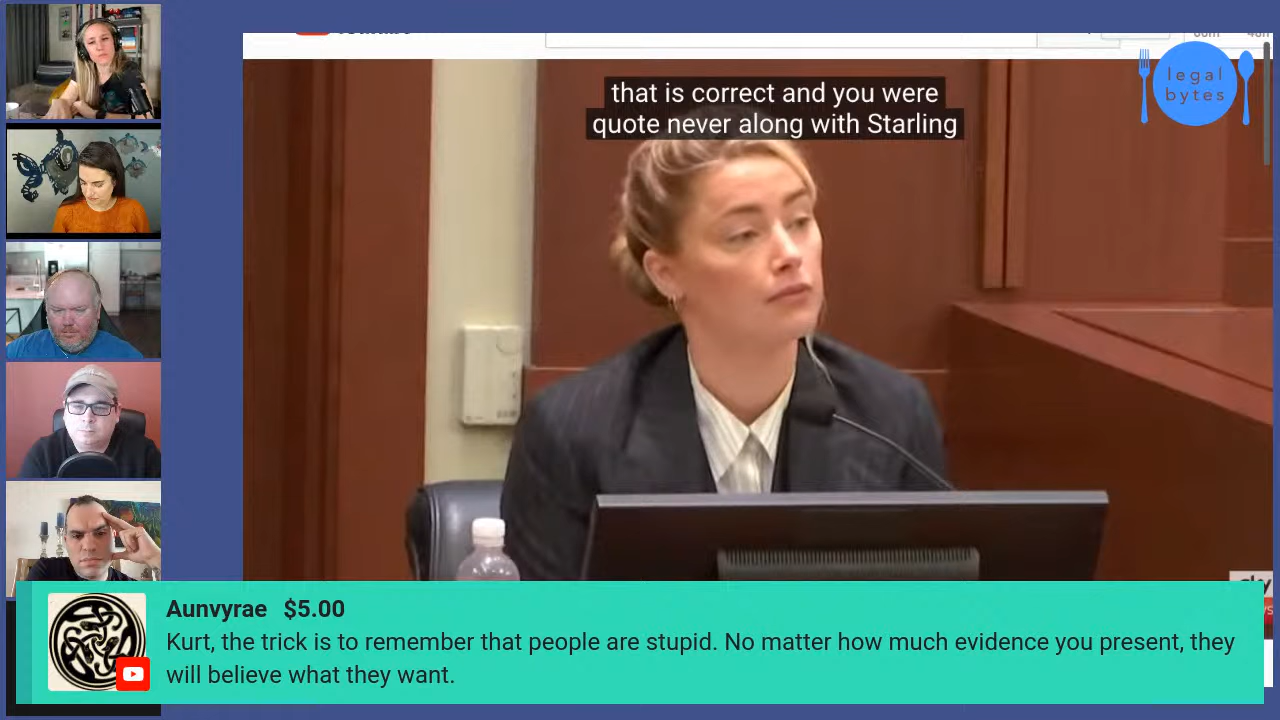 legal
bytes
that is correct and you were
quote never along with Starling
sky
Aunvyrae $5.00
Kurt, the trick is to remember that people are stupid. No matter how much evidence you present, they
will believe what they want.